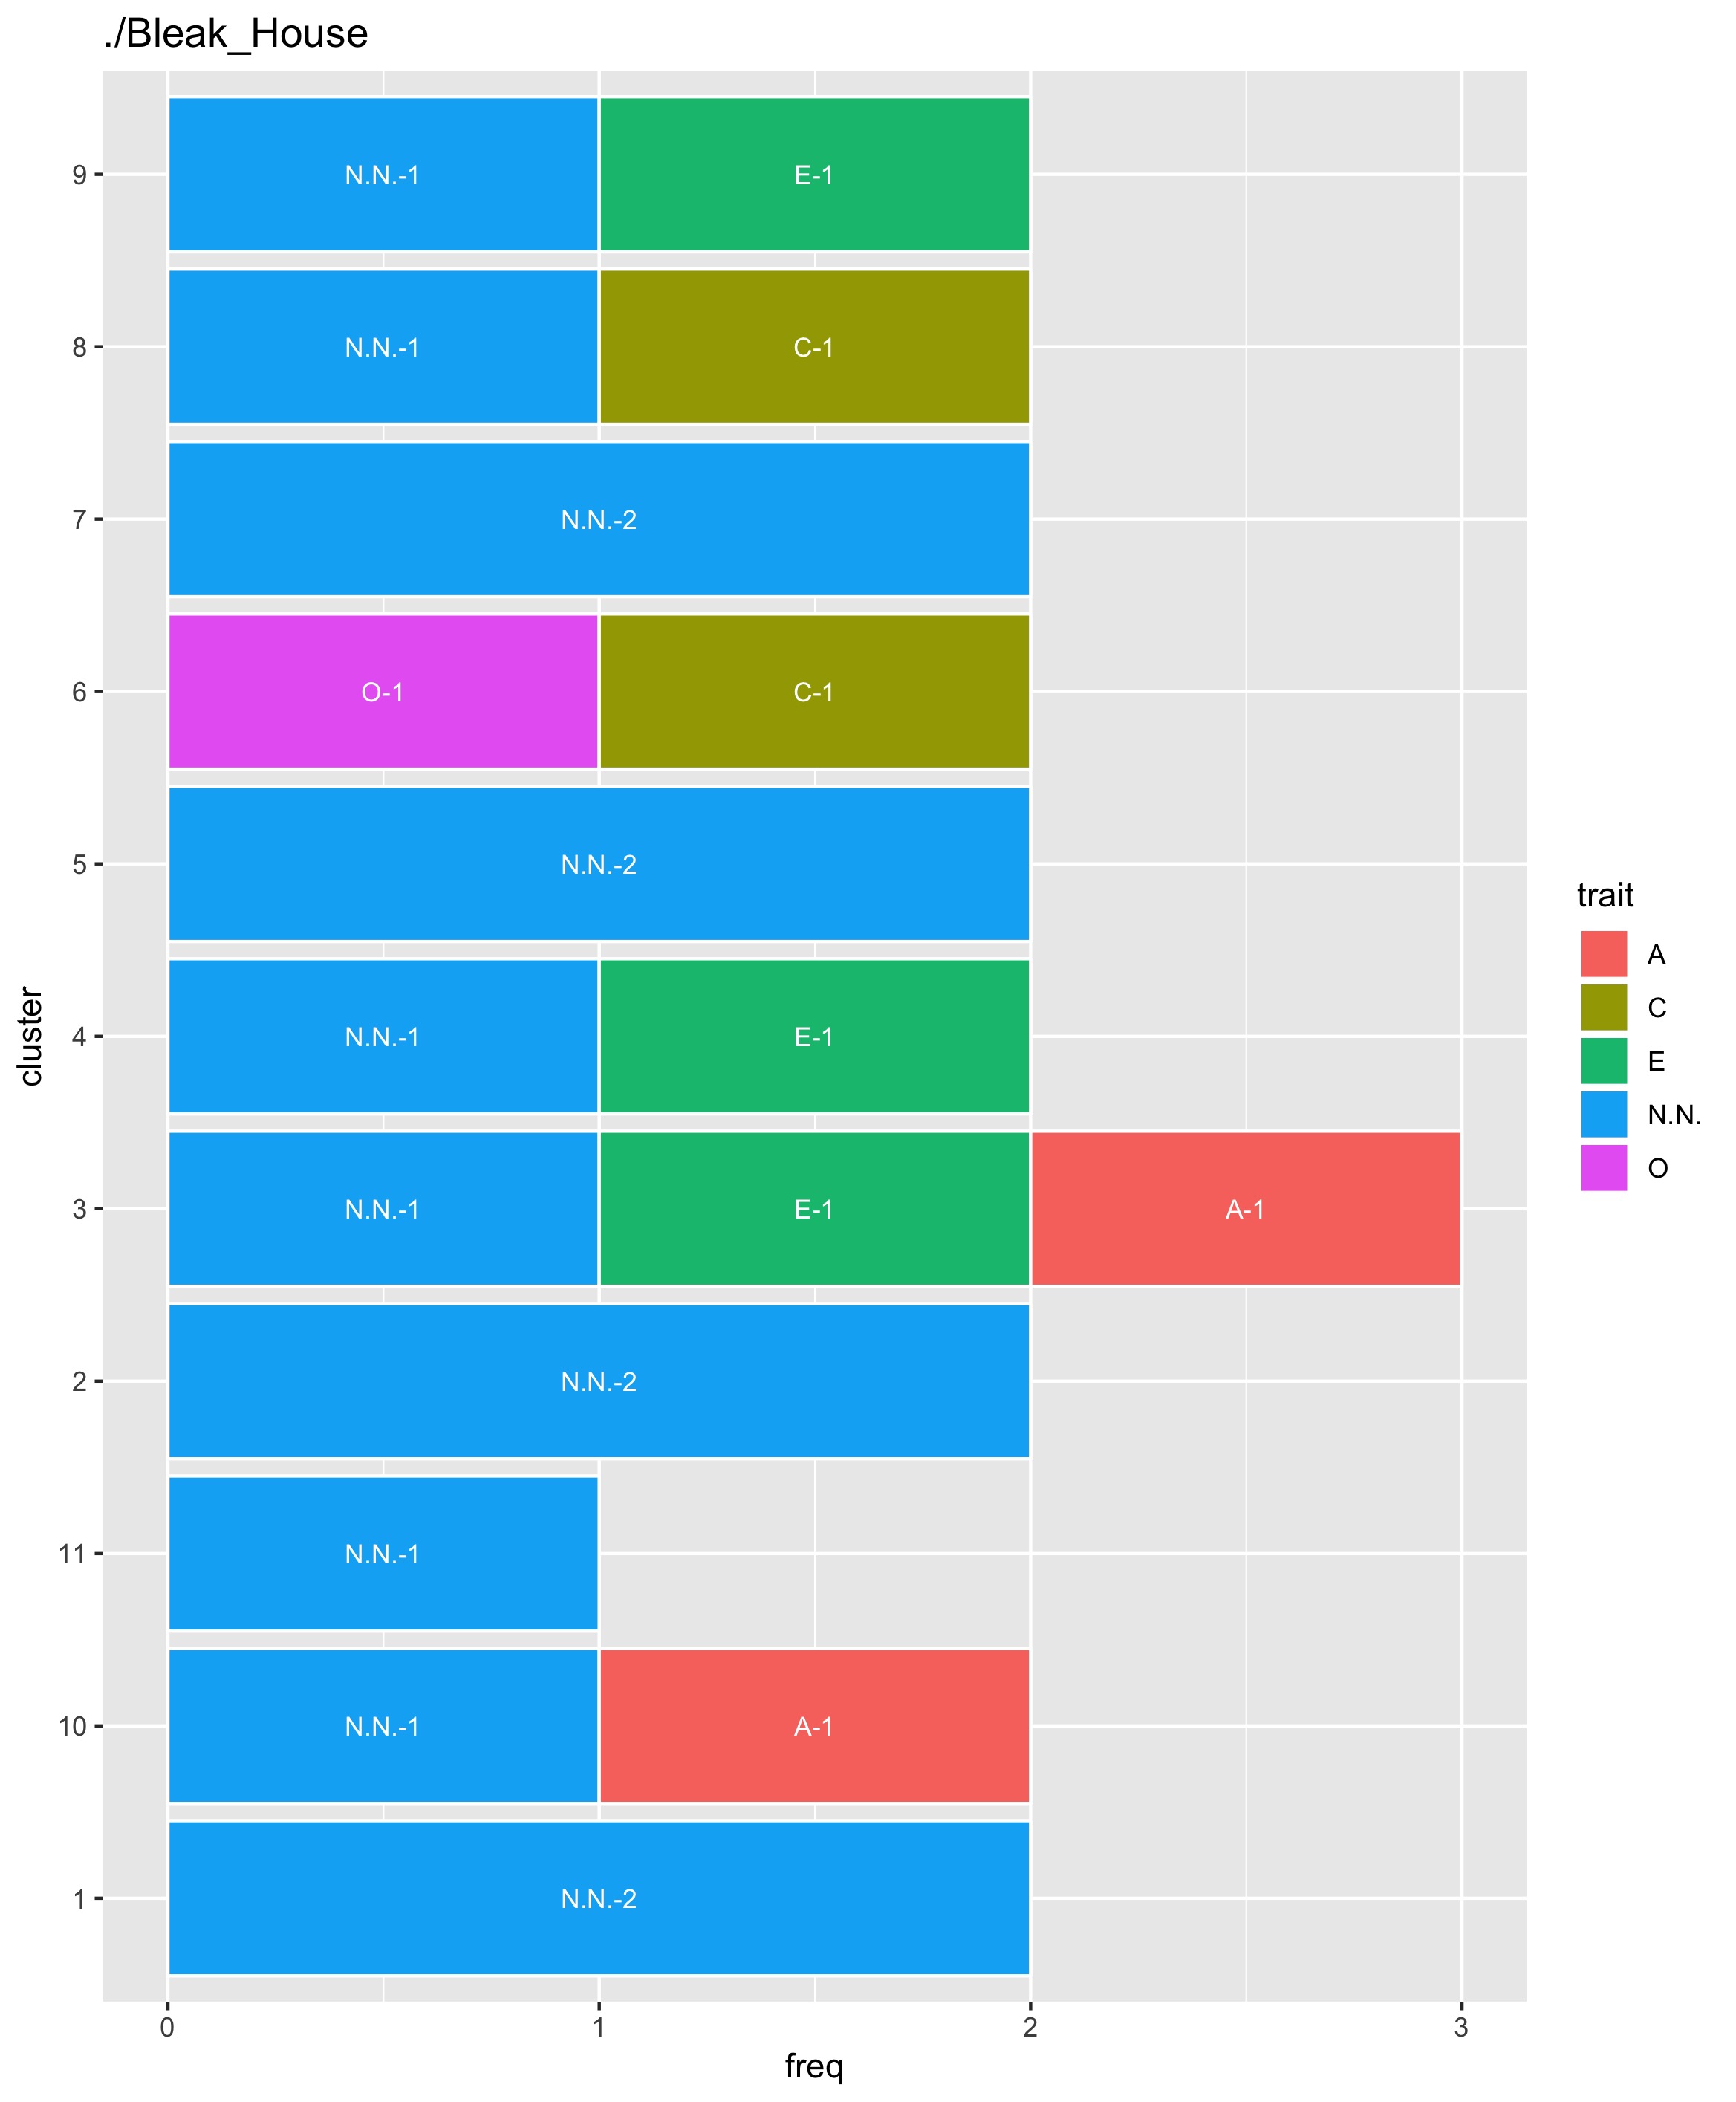 ./Bleak_House
9
N.N.-1 E-1
8
N.N.-1 C-1
7
N.N.-2
6
O-1 C-1
5
N.N.-2
4
N.N.-1 E-1
3
N.N.-1 E-1 A-1
2
N.N.-2
11
N.N.-1
10
N.N.-1 A-1
1
N.N.-2
0 1 2 3
freq
cluster
trait
A
C
E
N.N.
O